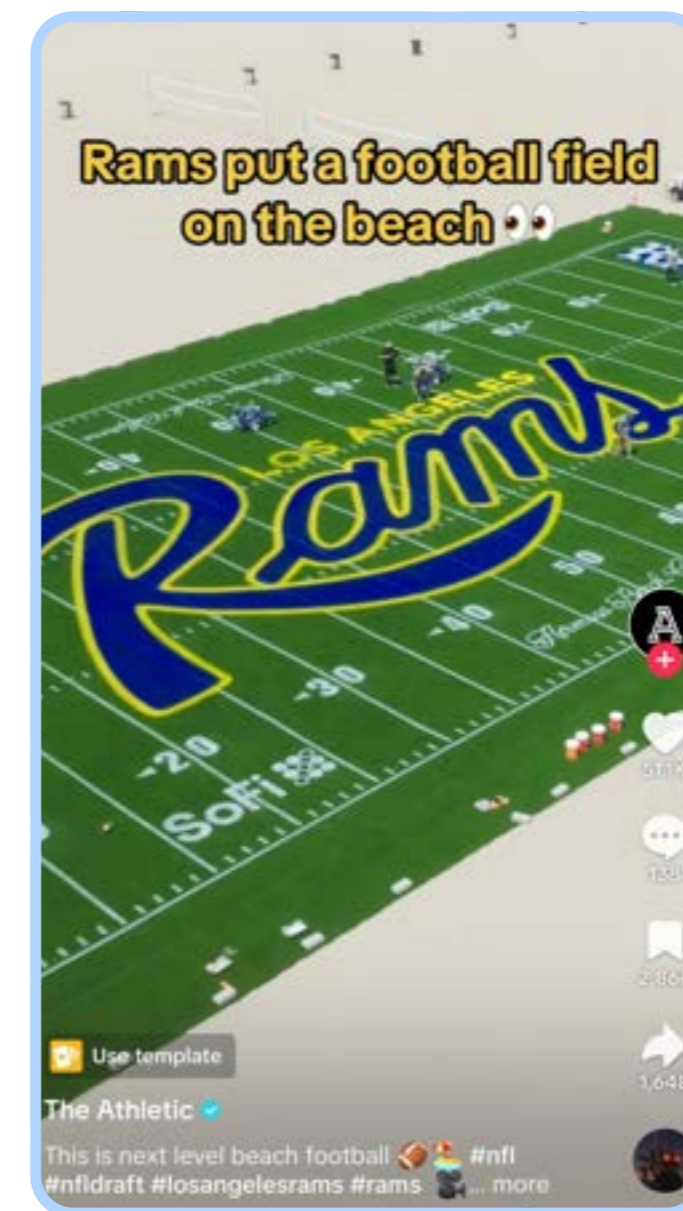 Rams put a football field
on the beach 👀
LOS ANGELES
Rams
50
-40
-30
-20
SoFi
Use template
The Athletic
This is next level beach football 🏈🏖️ #nfl
#nfldraft #losangelesrams #rams 🎥... more